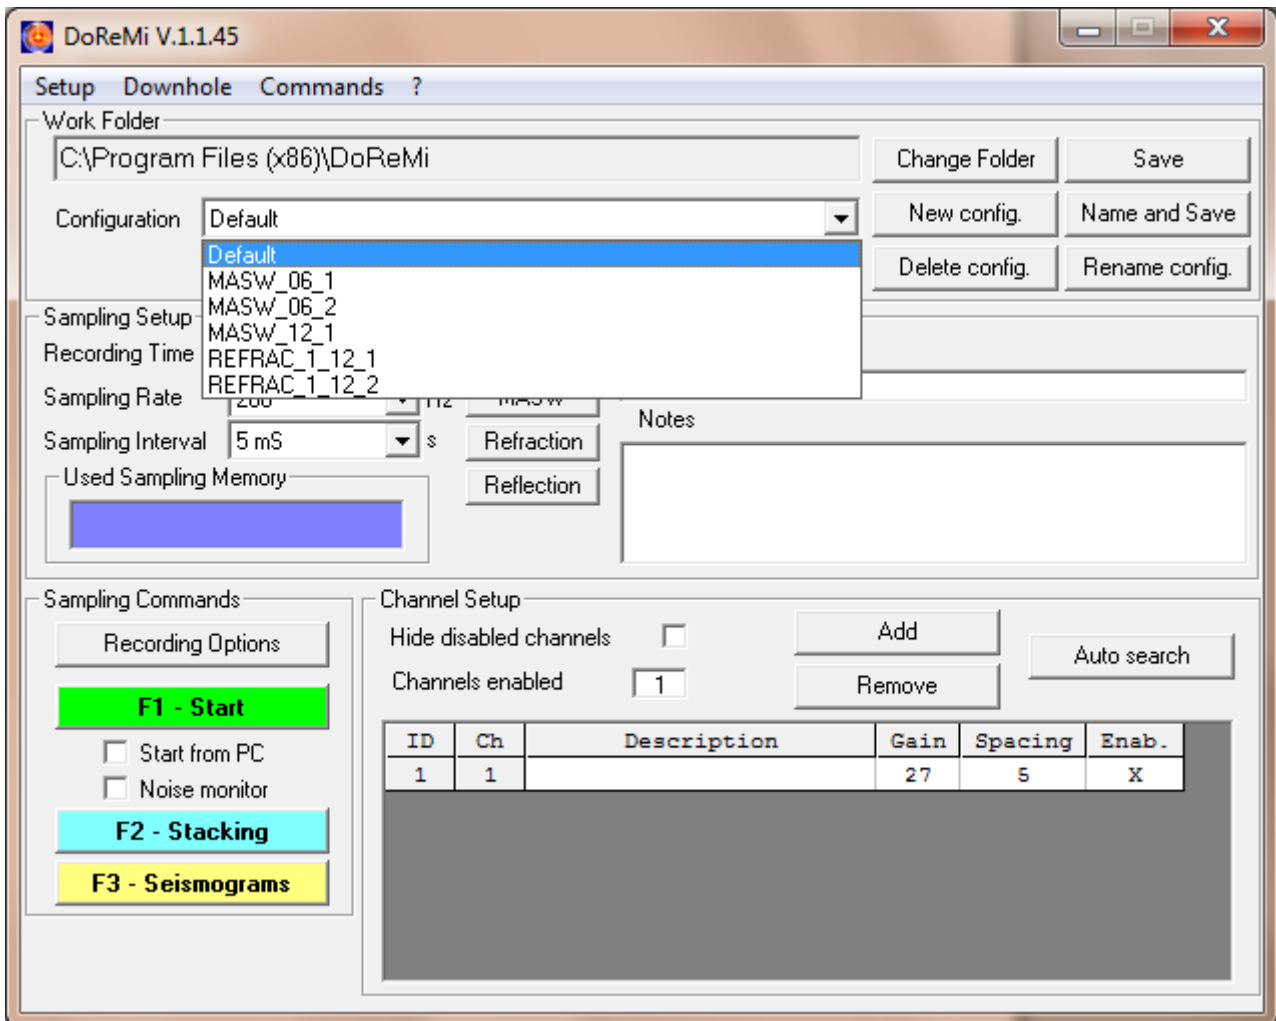 DoReMi V.1.1.45
Setup Downhole Commands ?
Work Folder
C:\Program Files (x86)\DoReMi
Change Folder
Save
Configuration
Default
New config.
Name and Save
Default
MASW_06_1
MASW_06_2
MASW_12_1
REFRAC_1_12_1
REFRAC_1_12_2
Delete config.
Rename config.
Sampling Setup
Recording Time
Sampling Rate
200
Hz
MASW
Sampling Interval
5 mS
s
Refraction
Reflection
Notes
Used Sampling Memory
Sampling Commands
Recording Options
F1 - Start
Start from PC
Noise monitor
F2 - Stacking
F3 - Seismograms
Channel Setup
Hide disabled channels
Channels enabled
1
Add
Remove
Auto search
ID Ch Description Gain Spacing Enab.
1 1 27 5 X